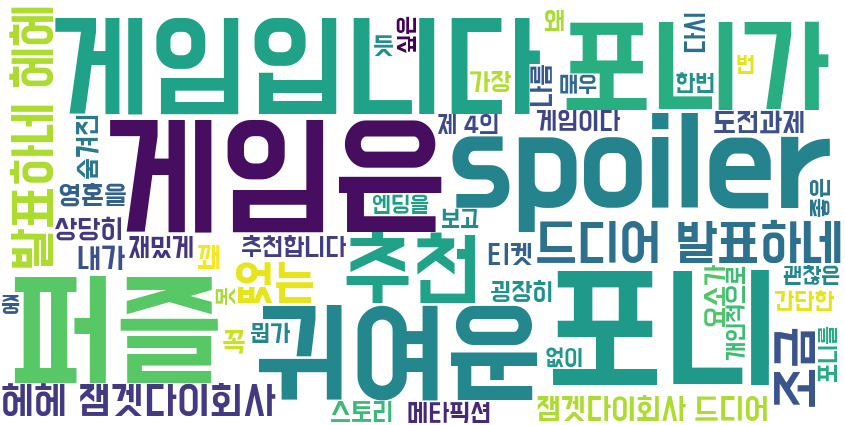 발표하네 헤헤
게임입니다
포니가
듯
싶은
왜
다시
가장
나름
매우
한번
번
숨겨진
게임은
제 4의
게임이다
도전과제
spoiler
영혼을
엔딩을
좋은
상당히
재밌게
추천합니다
보고
내가
꽤
추천
티켓
드디어 발표하네
퍼즐
못
없는
굉장히
포니
요소가
개인적으로
괜찮은
간단한
귀여운
꼭
뭔가
없이
조금
포니를
헤헤 잼겟다이회사
스토리
메타픽션
잼겟다이회사 드디어